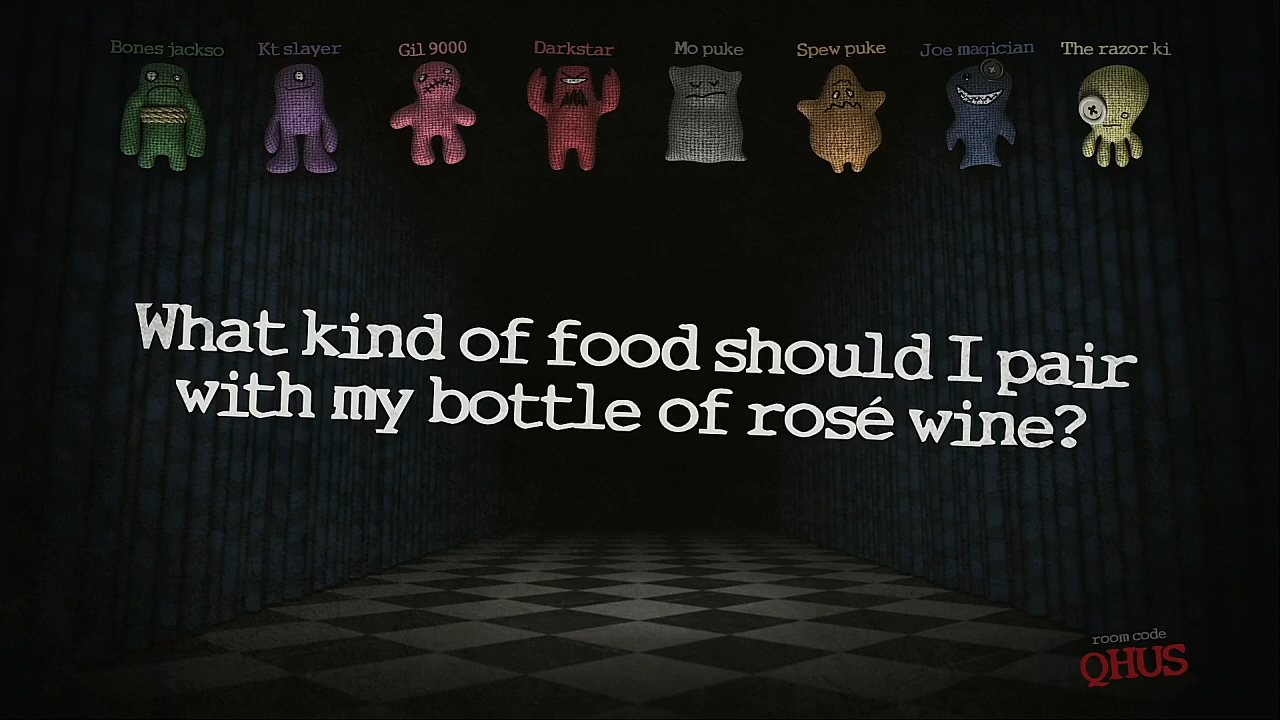 Bones jackso
Kt slayer
Gil 9000
Darkstar
Mo puke
Spew puke
Joe magician
The razor ki
What kind of food should I pair
with my bottle of rosé wine?
room code
QHUS